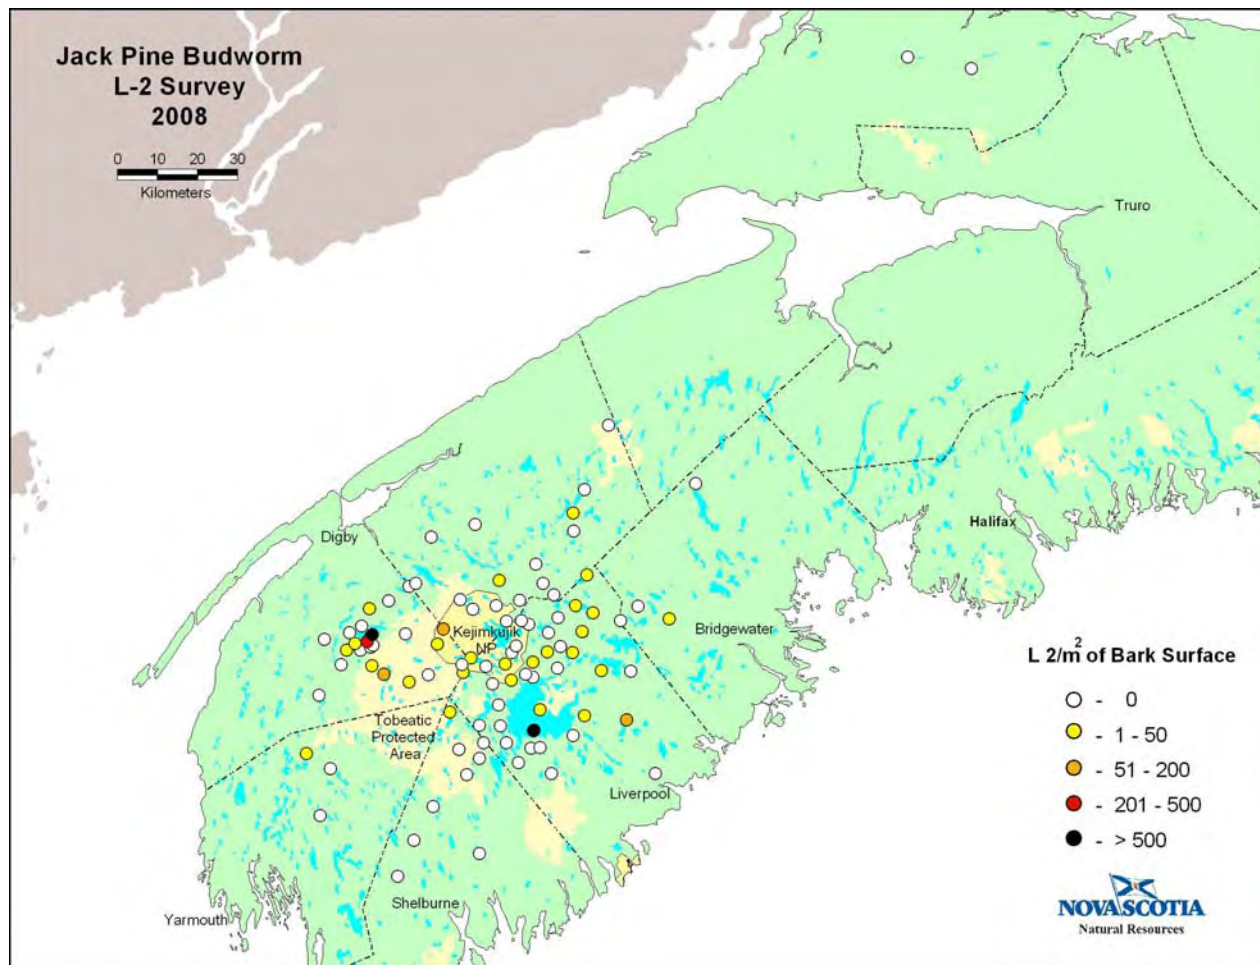 Jack Pine Budworm
L-2 Survey
2008
0 10 20 30
Kilometers
Truro
Digby
Halifax
Kejimkujik
NP
Bridgewater
Tobeatic
Protected
Area
Liverpool
Shelburne
Yarmouth
L 2/m2 of Bark Surface
- 0
- 1 - 50
- 51 - 200
- 201 - 500
- > 500
NOVA SCOTIA
Natural Resources